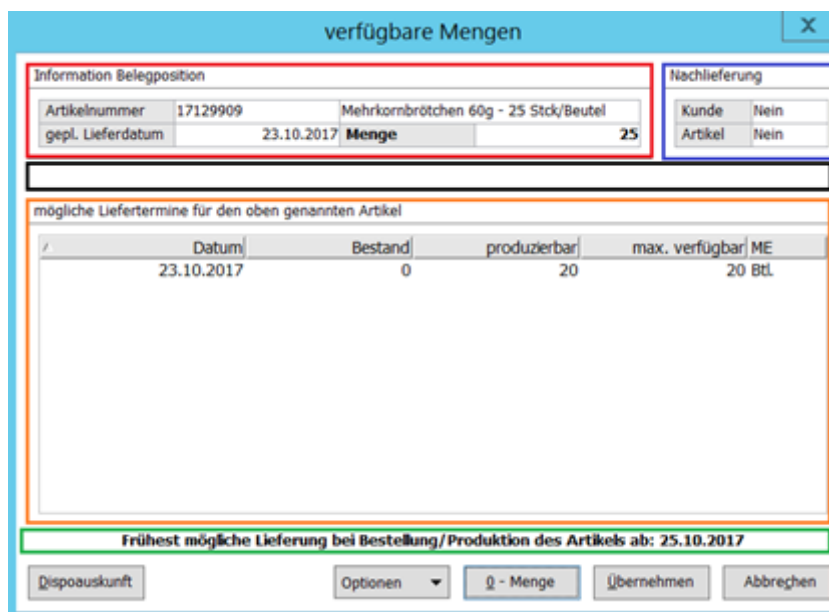 verfügbare Mengen
X
Information Belegposition
Nachlieferung
Artikelnummer 17129909 Mehrkornbrötchen 60g - 25 Stck/Beutel
Kunde Nein
gepl. Lieferdatum 23.10.2017 Menge 25
Artikel Nein
mögliche Liefertermine für den oben genannten Artikel
Datum Bestand produzierbar max. verfügbar ME
23.10.2017 0 20 20 Btl.
Frühest mögliche Lieferung bei Bestellung/Produktion des Artikels ab: 25.10.2017
Dispoauskunft Optionen 0 - Menge Übernehmen Abbrechen